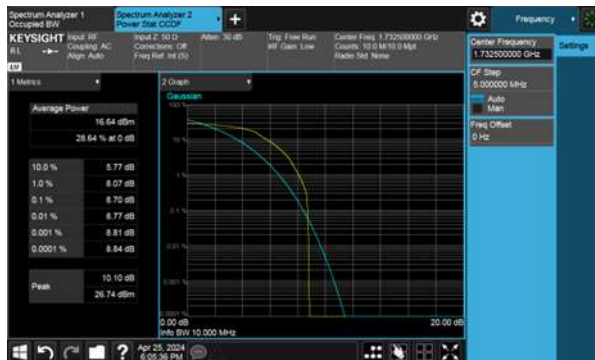 Spectrum Analyzer 1
Occupied BW
Spectrum Analyzer 2
Power Stat CCDF
+
Frequency
KEYSIGHT
RL
Input: RF
Coupling: AC
Align: Auto
Input Z: 50 Ω
Corrections: Off
Freq Ref: Int (S)
Atten: 30 dB
Trig: Free Run
#IF Gain: Low
Center Freq: 1.732500000 GHz
Counts: 10.0 M/10.0 Mpt
Radio Std: None
LW
1 Metrics
Average Power
16.64 dBm
28.64 % at 0 dB
10.0 % 5.77 dB
1.0 % 8.07 dB
0.1 % 8.70 dB
0.01 % 8.77 dB
0.001 % 8.81 dB
0.0001 % 8.84 dB
Peak
10.10 dB
26.74 dBm
2 Graph
Gaussian
100 %
10 %
1 %
0.1 %
0.01 %
0.001 %
0.0001 %
0.00 dB
20.00 dB
Info BW 10.000 MHz
Center Frequency
1.732500000 GHz
Settings
CF Step
5.000000 MHz
Auto
Man
Freq Offset
0 Hz
?
Apr 25, 2024
6:05:36 PM